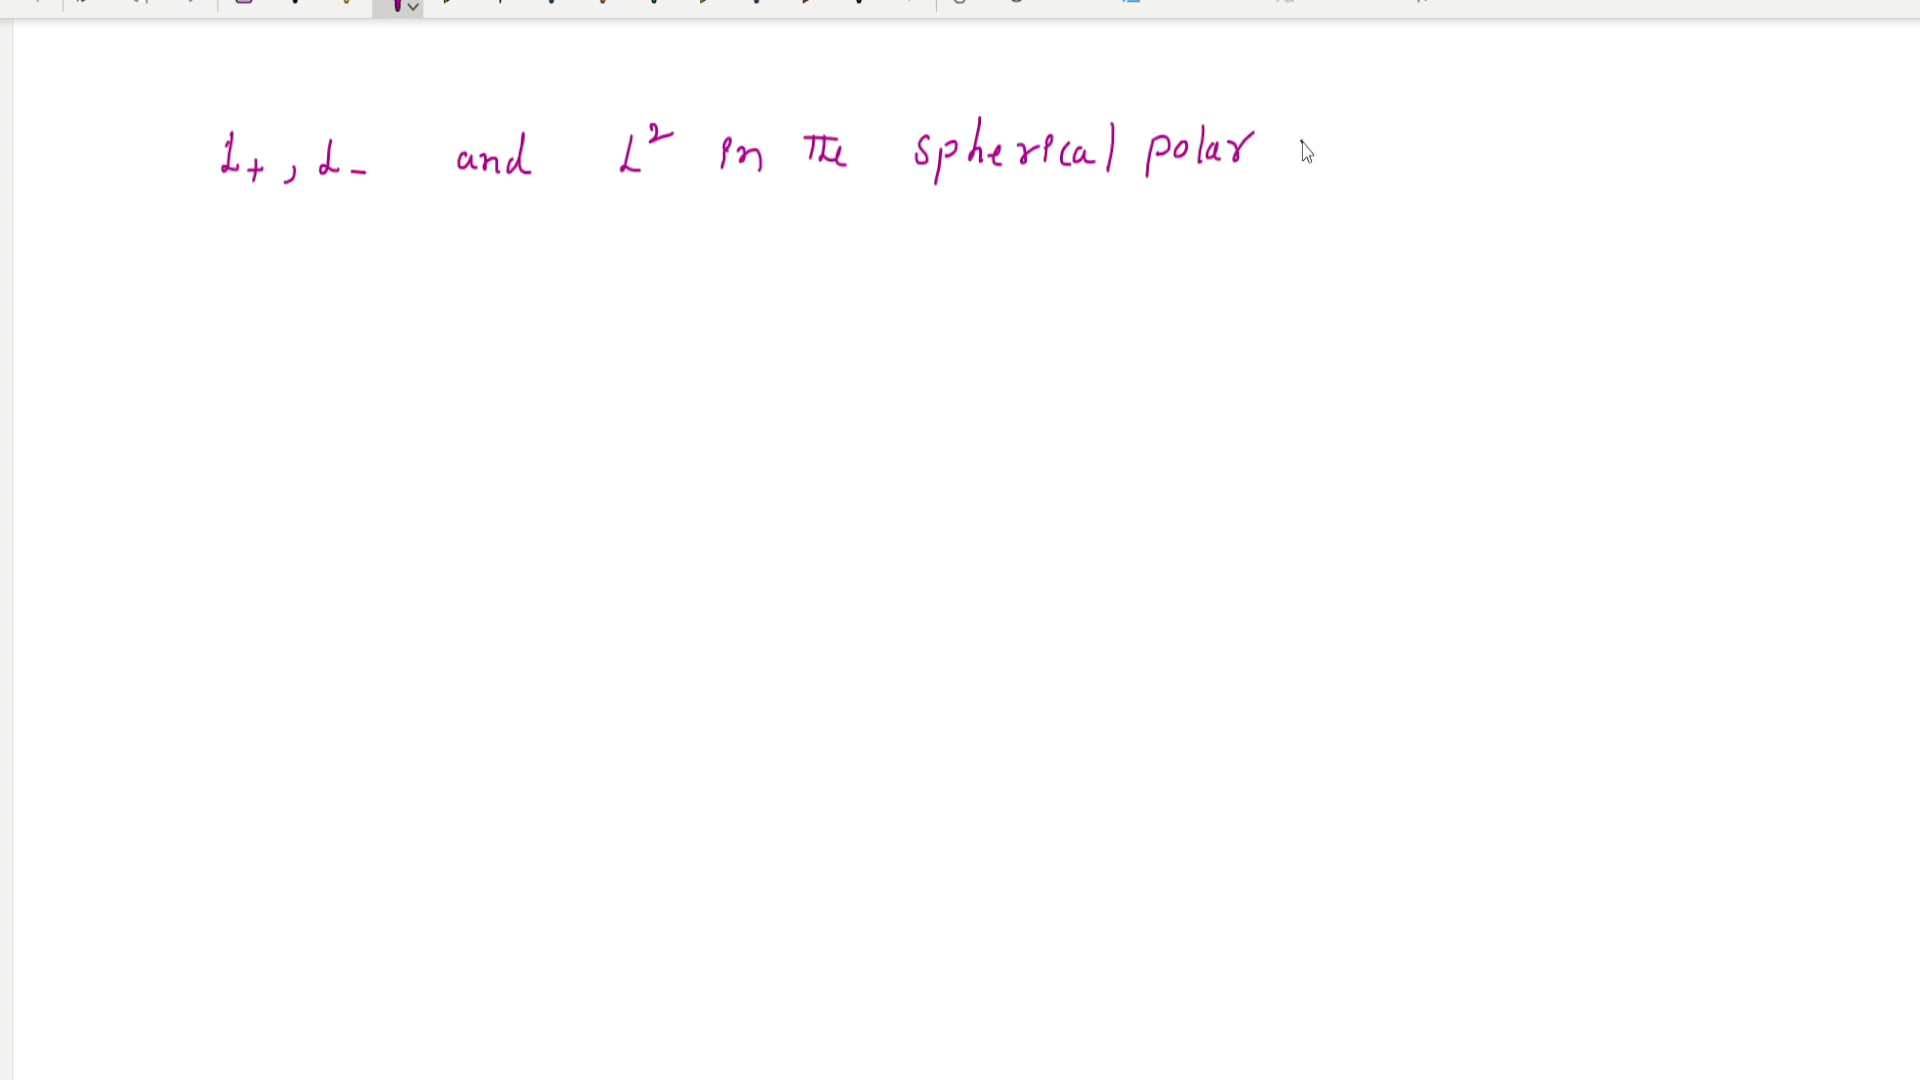 L+, L- and L² in the spherical polar